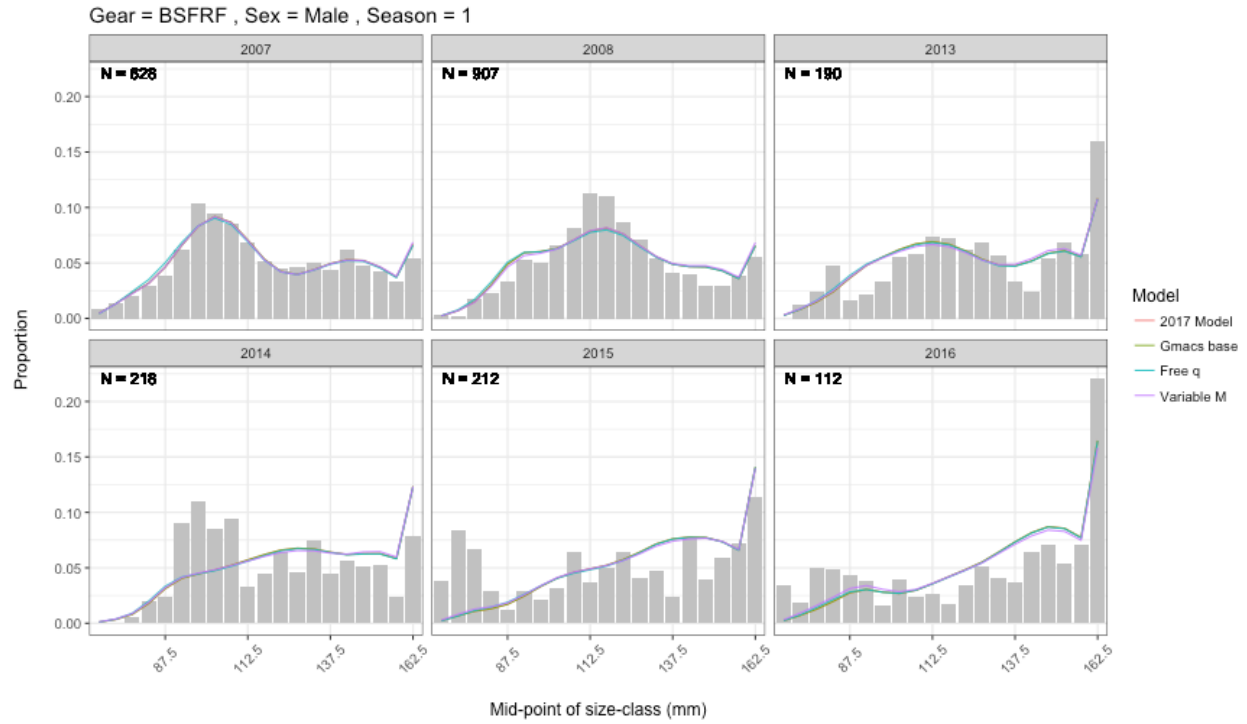 Gear = BSFRF , Sex = Male , Season = 1
2007
2008
2013
N = 628
N = 907
N = 190
0.20
0.15
0.10
0.05
0.00
2014
2015
2016
N = 218
N = 212
N = 112
0.20
0.15
0.10
0.05
0.00
87.5
112.5
137.5
162.5
87.5
112.5
137.5
162.5
87.5
112.5
137.5
162.5
Proportion
Mid-point of size-class (mm)
Model
2017 Model
Gmacs base
Free q
Variable M